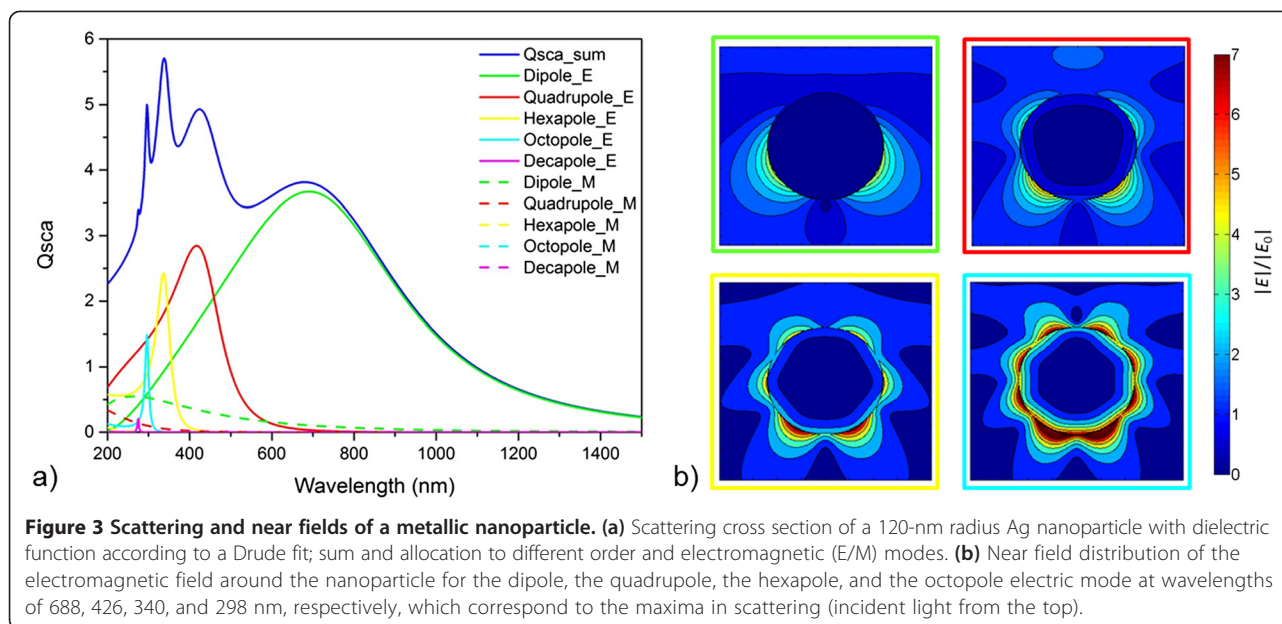 6
5
4
3
2
1
0
Qsca
200
400
600
800
1000
1200
1400
Wavelength (nm)
a)
Qsca_sum
Dipole_E
Quadrupole_E
Hexapole_E
Octopole_E
Decapole_E
Dipole_M
Quadrupole_M
Hexapole_M
Octopole_M
Decapole_M
b)
7
6
5
4
3
2
1
0
|E|/|E₀|
Figure 3 Scattering and near fields of a metallic nanoparticle. (a) Scattering cross section of a 120-nm radius Ag nanoparticle with dielectric
function according to a Drude fit; sum and allocation to different order and electromagnetic (E/M) modes. (b) Near field distribution of the
electromagnetic field around the nanoparticle for the dipole, the quadrupole, the hexapole, and the octopole electric mode at wavelengths
of 688, 426, 340, and 298 nm, respectively, which correspond to the maxima in scattering (incident light from the top).